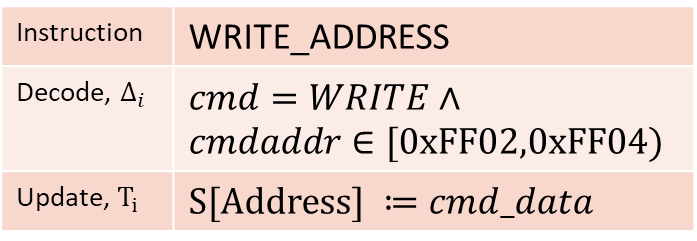 Instruction WRITE_ADDRESS
Decode, Δᵢ cmd = WRITE ∧
cmdaddr ∈ [0xFF02,0xFF04)
Update, Tᵢ S[Address] := cmd_data